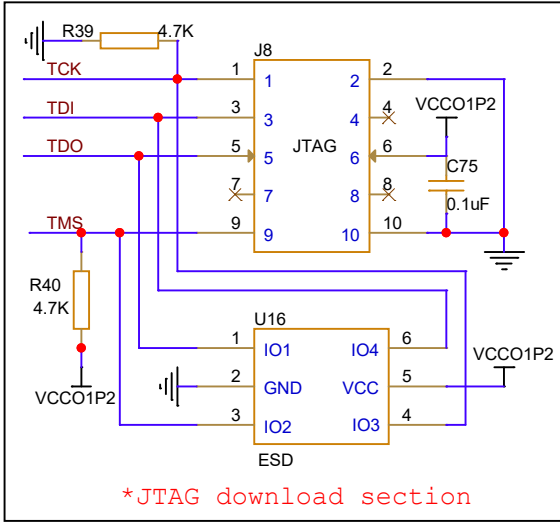 R39 4.7K
J8
TCK 1 1 2 2
TDI 3 3 4 4 VCCO1P2
TDO 5 5 JTAG 6 6
C75
7 7 8 8
0.1uF
TMS 9 9 10 10
R40
4.7K
U16
1 IO1 IO4 6
VCCO1P2
2 GND VCC 5
VCCO1P2
3 IO2 IO3 4
ESD
*JTAG download section